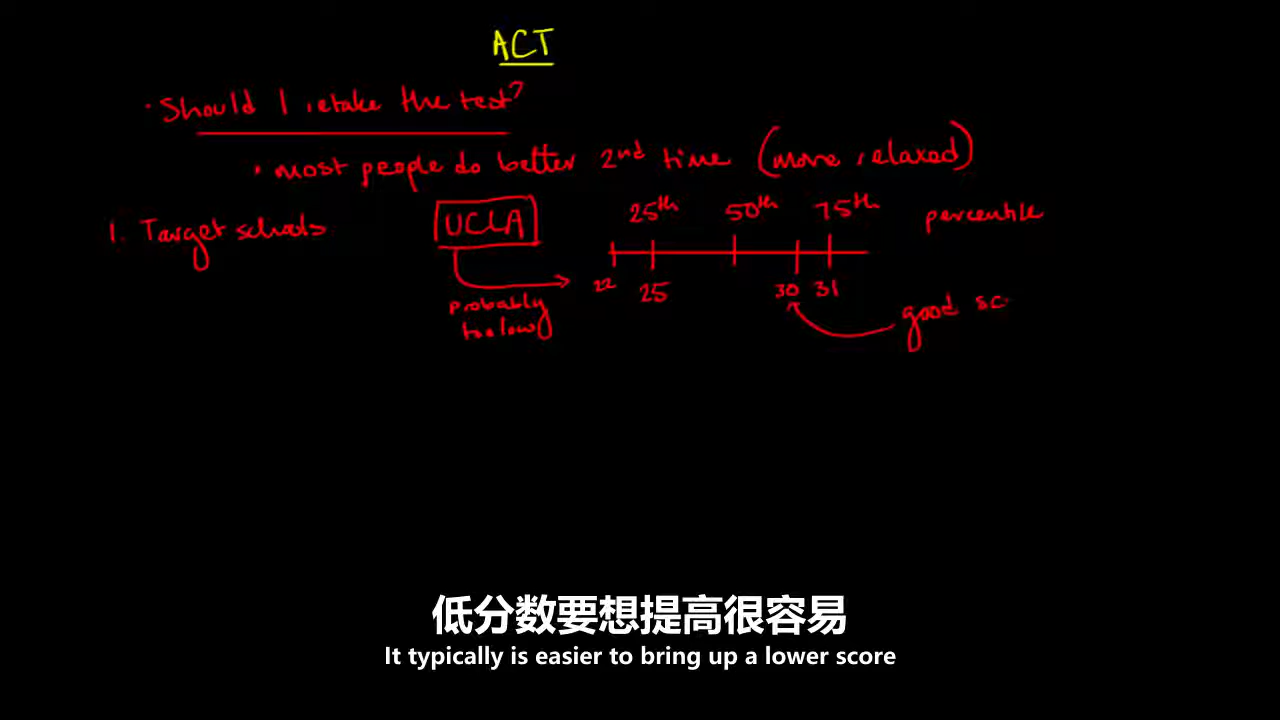 ACT
· Should I retake the test?
· most people do better 2nd time (more relaxed)
1. Target schools
UCLA
25th 50th 75th percentile
22 25 30 31
probably
too low
good sc
低分数要想提高很容易
It typically is easier to bring up a lower score